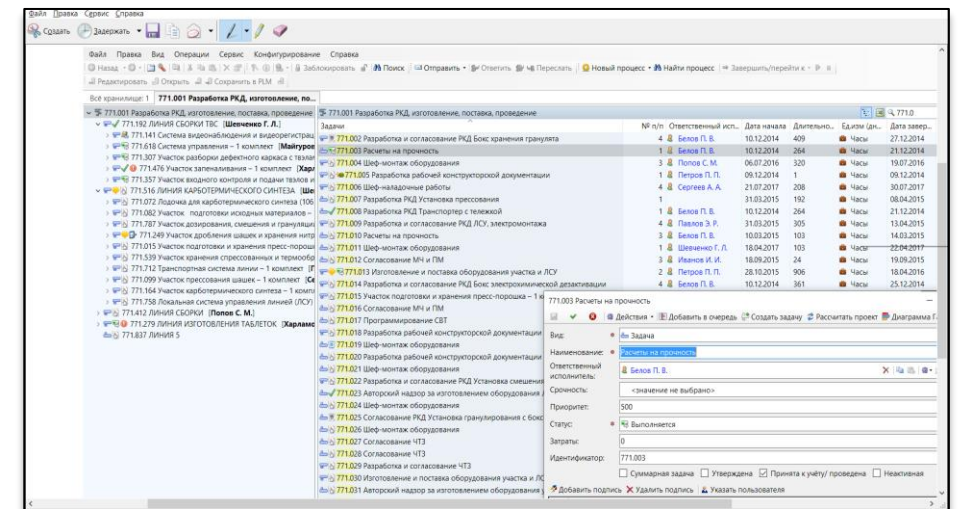 Файл Правка Сервис Справка
Создать Задержать
Файл Правка Вид Операции Сервис Конфигурирование Справка
Назад Заблокировать Поиск Отправить Ответить Переслать Новый процесс Найти процесс Завершить/перейти к
Редактировать Открыть Сохранить в PLM
Всё хранилище: 1 771.001 Разработка РКД, изготовление, по...
771.001 Разработка РКД, изготовление, поставка, проведение
771.192 ЛИНИЯ СБОРКИ ТВС [Шевченко Г. Л.]
771.141 Система видеонаблюдения и видеорегистрац
771.618 Система управления – 1 комплект [Майгуров
771.307 Участок разборки дефектного каркаса с твэлам
771.476 Участок запеналивания – 1 комплект [Харл
771.357 Участок входного контроля и подачи твэлов и
771.516 ЛИНИЯ КАРБОТЕРМИЧЕСКОГО СИНТЕЗА [Ше
771.072 Лодочка для карботермического синтеза (106
771.082 Участок подготовки исходных материалов –
771.787 Участок дозирования, смешения и грануляци
771.249 Участок дробления шашек и хранения нитр
771.015 Участок подготовки и хранения пресс-порош
771.539 Участок хранения спрессованных и термообр
771.712 Транспортная система линии – 1 комплект [Г
771.099 Участок прессования шашек – 1 комплект [Се
771.164 Участок карботермического синтеза – 1 компл
771.758 Локальная система управления линией (ЛСУ)
771.412 ЛИНИЯ СБОРКИ [Попов С. М.]
771.279 ЛИНИЯ ИЗГОТОВЛЕНИЯ ТАБЛЕТОК [Харламо
771.837 ЛИНИЯ 5
771.001 Разработка РКД, изготовление, поставка, проведение 771.0
Задачи № п/п Ответственный исп... Дата начала Длительно... Ед.изм (дн... Дата завер...
771.002 Разработка и согласование РКД Бокс хранения гранулята 4 Белов П. В. 10.12.2014 409 Часы 27.12.2014
771.003 Расчеты на прочность 1 Белов П. В. 10.12.2014 264 Часы 21.12.2014
771.004 Шеф-монтаж оборудования 3 Попов С. М. 06.07.2016 320 Часы 19.07.2016
771.005 Разработка рабочей конструкторской документации 1 Петров П. П. 09.12.2014 1 Часы 09.12.2014
771.006 Шеф-наладочные работы 4 Сергеев А. А. 21.07.2017 208 Часы 30.07.2017
771.007 Разработка РКД Установка прессования 1 31.03.2015 192 Часы 08.04.2015
771.008 Разработка РКД Транспортер с тележкой 1 Белов П. В. 10.12.2014 264 Часы 21.12.2014
771.009 Разработка и согласование РКД ЛСУ, электромонтажа 4 Павлов Э. Р. 31.03.2015 305 Часы 13.04.2015
771.010 Расчеты на прочность 3 Белов П. В. 10.03.2015 103 Часы 14.03.2015
771.011 Шеф-монтаж оборудования 1 Шевченко Г. Л. 18.04.2017 103 Часы 22.04.2017
771.012 Согласование МЧ и ПМ 3 Иванов И. И. 18.09.2015 24 Часы 19.09.2015
771.013 Изготовление и поставка оборудования участка и ЛСУ 2 Петров П. П. 28.10.2015 906 Часы 18.04.2016
771.014 Разработка и согласование РКД Бокс электрохимической дезактивации 4 Белов П. В. 10.12.2014 361 Часы 25.12.2014
771.015 Участок подготовки и хранения пресс-порошка – 1 к
771.016 Согласование МЧ и ПМ
771.017 Программирование СВТ
771.018 Разработка рабочей конструкторской документации
771.019 Шеф-монтаж оборудования
771.020 Разработка рабочей конструкторской документации
771.021 Шеф-монтаж оборудования
771.022 Разработка и согласование РКД Установка смешения
771.023 Авторский надзор за изготовлением оборудования
771.024 Шеф-монтаж оборудования
771.025 Согласование РКД Установка гранулирования с бокс
771.026 Шеф-монтаж оборудования
771.027 Согласование ЧТЗ
771.028 Согласование ЧТЗ
771.029 Разработка и согласование ЧТЗ
771.030 Изготовление и поставка оборудования участка и ЛС
771.031 Авторский надзор за изготовлением оборудования у
771.003 Расчеты на прочность
Действия Добавить в очередь Создать задачу Рассчитать проект Диаграмма Г
Вид: Задача
Наименование: Расчеты на прочность
Ответственный исполнитель: Белов П. В.
Срочность: <значение не выбрано>
Приоритет: 500
Статус: Выполняется
Затраты: 0
Идентификатор: 771.003
Суммарная задача Утверждена Принята к учёту/ проведена Неактивная
Добавить подпись Удалить подпись Указать пользователя